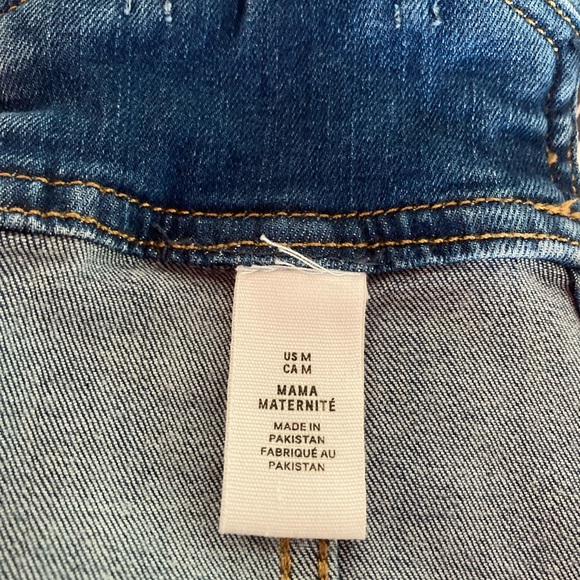 US M
CA M
MAMA
MATERNITÉ
MADE IN
PAKISTAN
FABRIQUÉ AU
PAKISTAN